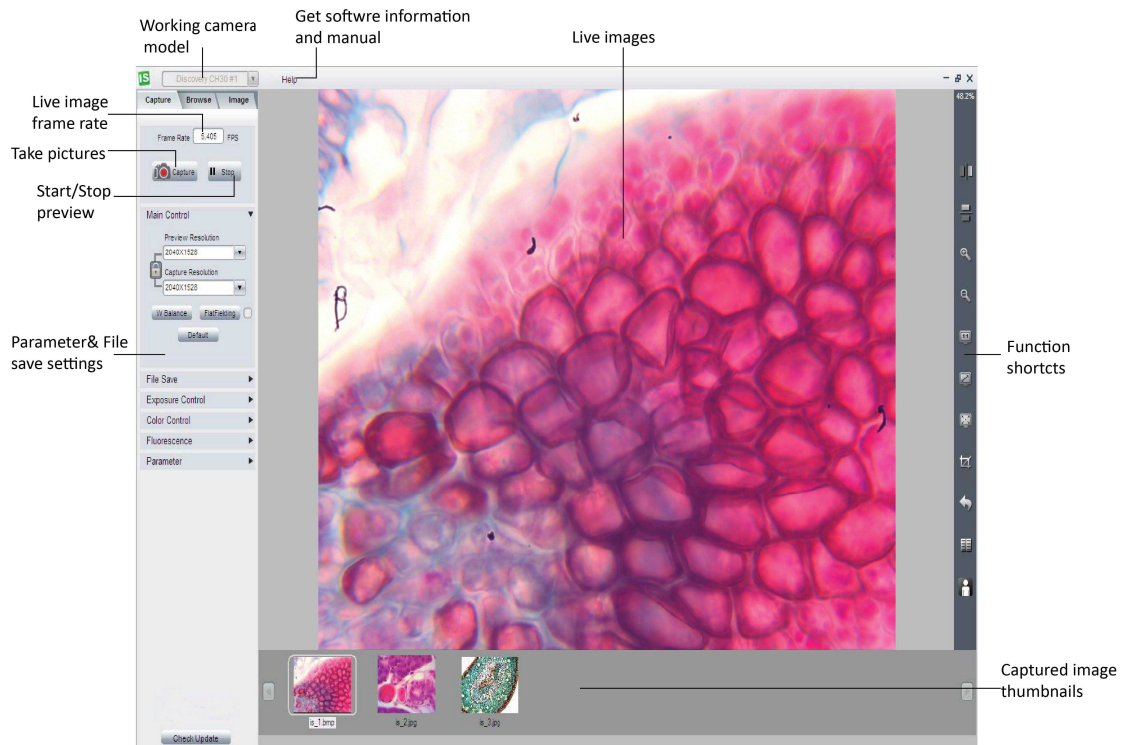 Working camera
model
Get softwre information
and manual
Live images
IS
Discovery CH30 #1
Help
Capture Browse Image
48.2%
Live image
frame rate
Frame Rate 5.405 FPS
Take pictures
Capture Stop
Start/Stop
preview
Main Control
Preview Resolution
2040X1528
Capture Resolution
2040X1528
W Balance FlatFielding
Default
Parameter& File
save settings
Function
shortcts
File Save
Exposure Control
Color Control
Fluorescence
Parameter
Captured image
thumbnails
is_1.bmp is_2.jpg is_3.jpg
Check Update